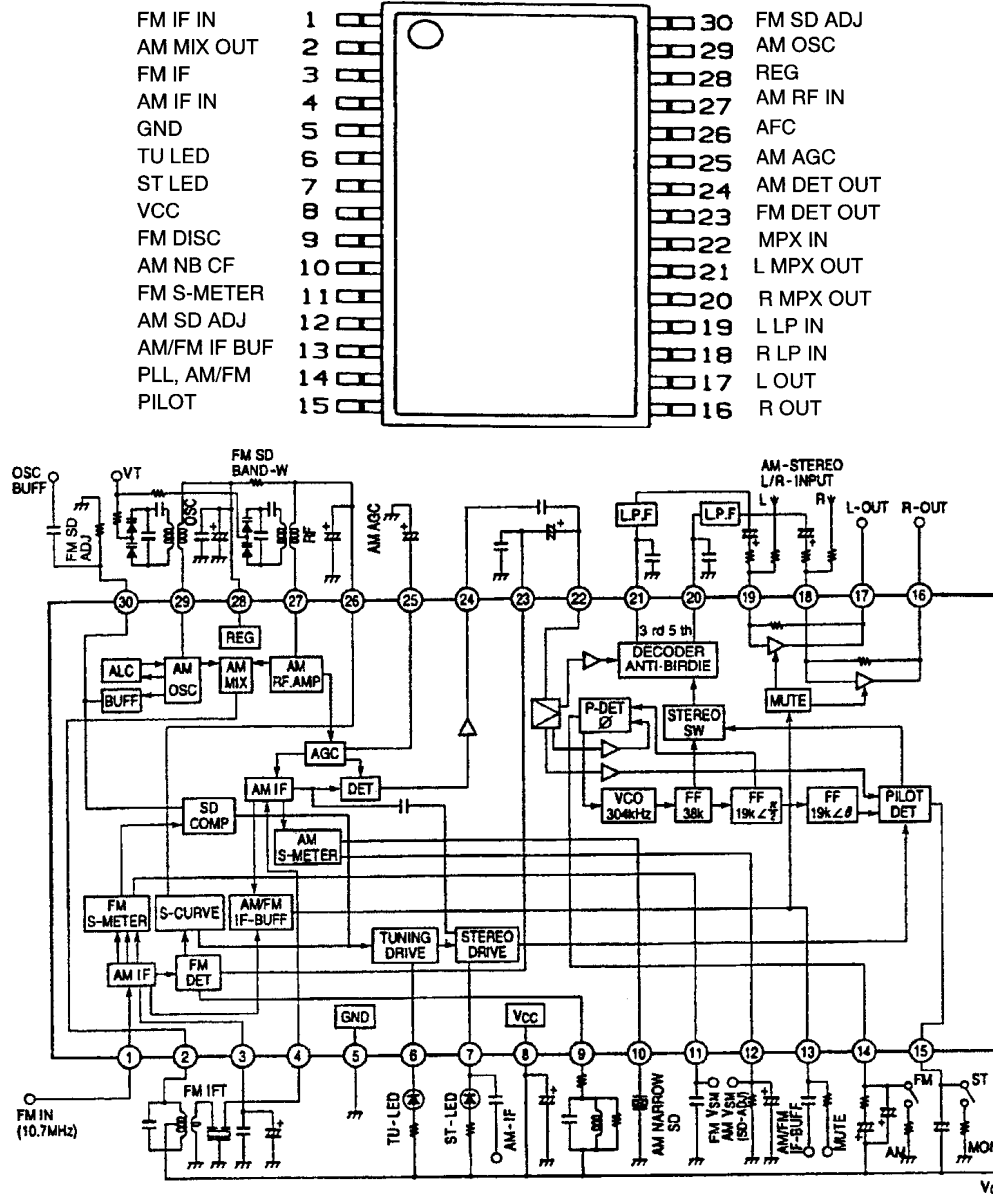 FM IF IN 1
AM MIX OUT 2
FM IF 3
AM IF IN 4
GND 5
TU LED 6
ST LED 7
VCC 8
FM DISC 9
AM NB CF 10
FM S-METER 11
AM SD ADJ 12
AM/FM IF BUF 13
PLL, AM/FM 14
PILOT 15
30 FM SD ADJ
29 AM OSC
28 REG
27 AM RF IN
26 AFC
25 AM AGC
24 AM DET OUT
23 FM DET OUT
22 MPX IN
21 L MPX OUT
20 R MPX OUT
19 L LP IN
18 R LP IN
17 L OUT
16 R OUT
OSC
BUFF
VT
FM SD
BAND-W
FM SD
ADJ
OSC
RF
AM AGC
L.P.F
L.P.F
AM-STEREO
L/R-INPUT
L R
L-OUT R-OUT
30 29 28 27 26 25 24 23 22 21 20 19 18 17 16
REG
ALC
BUFF
AM
OSC
AM
MIX
AM
RF.AMP
AGC
AM IF
DET
SD
COMP
AM
S-METER
3 rd 5 th
DECODER
ANTI-BIRDIE
P-DET
Ø
STEREO
SW
MUTE
VCO
304kHz
FF
38k
FF
19k∠π/2
FF
19k∠θ
PILOT
DET
FM
S-METER
S-CURVE
AM/FM
IF-BUFF
TUNING
DRIVE
STEREO
DRIVE
AM IF
FM
DET
GND
VCC
1 2 3 4 5 6 7 8 9 10 11 12 13 14 15
FM IN
(10.7MHz)
FM IFT
TU-LED
ST-LED
AM-IF
AM NARROW
SD
FM VSM
AM VSM
(SD-ADJ)
AM/FM
IF-BUFF
MUTE
FM
AM
ST